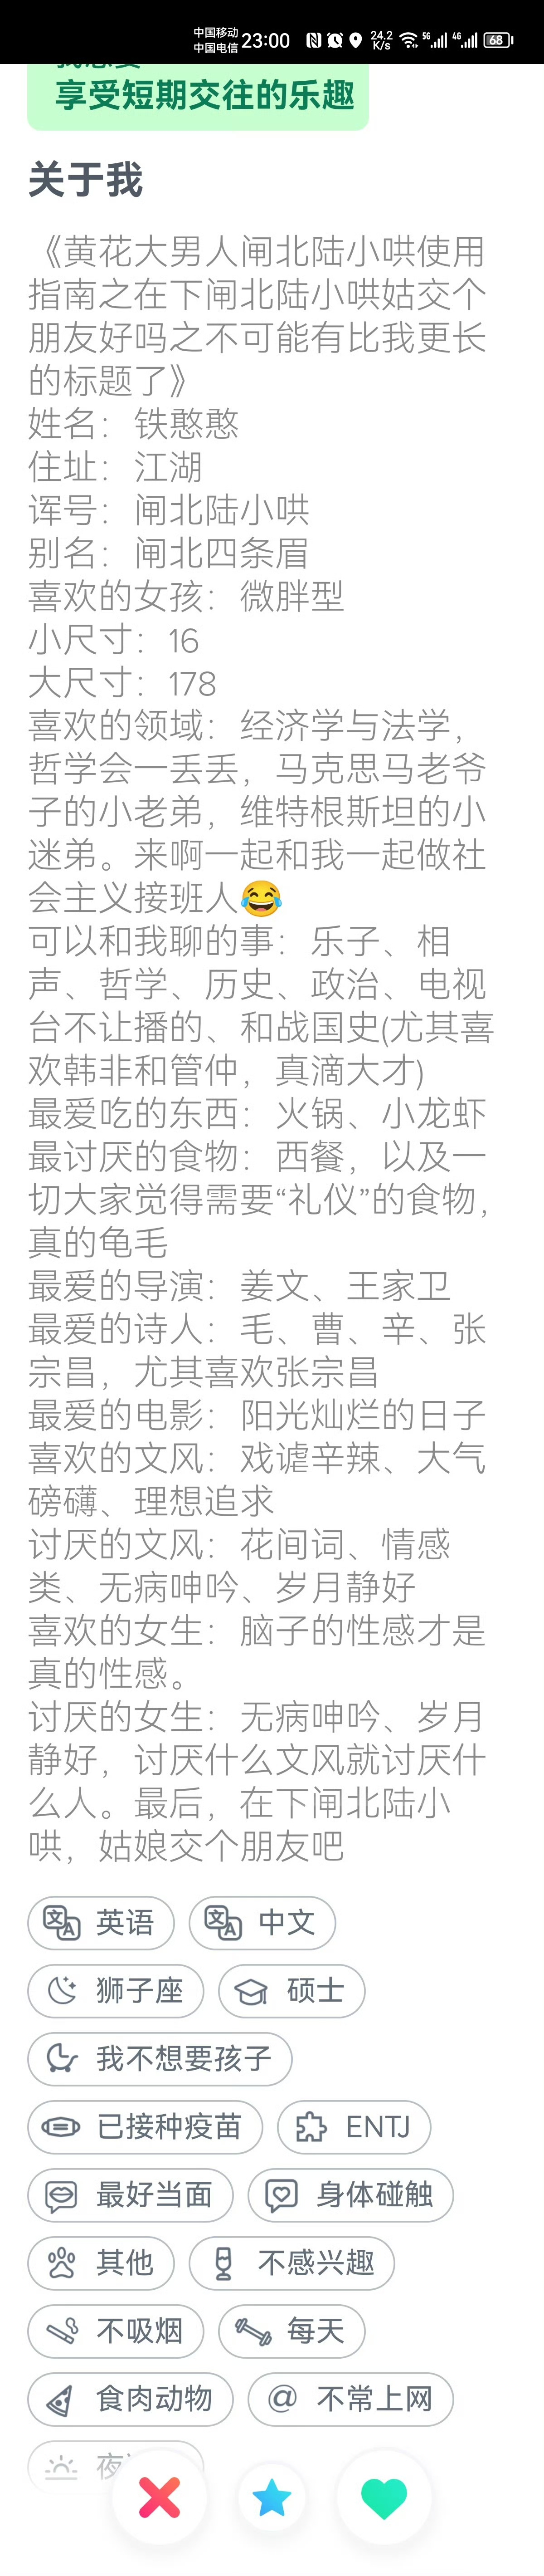 中国移动
中国电信
23:00
24.2
K/s
5G
4G
68
享受短期交往的乐趣
关于我
《黄花大男人闸北陆小哄使用
指南之在下闸北陆小哄姑交个
朋友好吗之不可能有比我更长
的标题了》
姓名：铁憨憨
住址：江湖
诨号：闸北陆小哄
别名：闸北四条眉
喜欢的女孩：微胖型
小尺寸：16
大尺寸：178
喜欢的领域：经济学与法学，
哲学会一丢丢，马克思马老爷
子的小老弟，维特根斯坦的小
迷弟。来啊一起和我一起做社
会主义接班人😂
可以和我聊的事：乐子、相
声、哲学、历史、政治、电视
台不让播的、和战国史(尤其喜
欢韩非和管仲，真滴大才)
最爱吃的东西：火锅、小龙虾
最讨厌的食物：西餐，以及一
切大家觉得需要“礼仪”的食物，
真的龟毛
最爱的导演：姜文、王家卫
最爱的诗人：毛、曹、辛、张
宗昌，尤其喜欢张宗昌
最爱的电影：阳光灿烂的日子
喜欢的文风：戏谑辛辣、大气
磅礴、理想追求
讨厌的文风：花间词、情感
类、无病呻吟、岁月静好
喜欢的女生：脑子的性感才是
真的性感。
讨厌的女生：无病呻吟、岁月
静好，讨厌什么文风就讨厌什
么人。最后，在下闸北陆小
哄，姑娘交个朋友吧
英语 中文
狮子座 硕士
我不想要孩子
已接种疫苗 ENTJ
最好当面 身体碰触
其他 不感兴趣
不吸烟 每天
食肉动物 @ 不常上网
夜